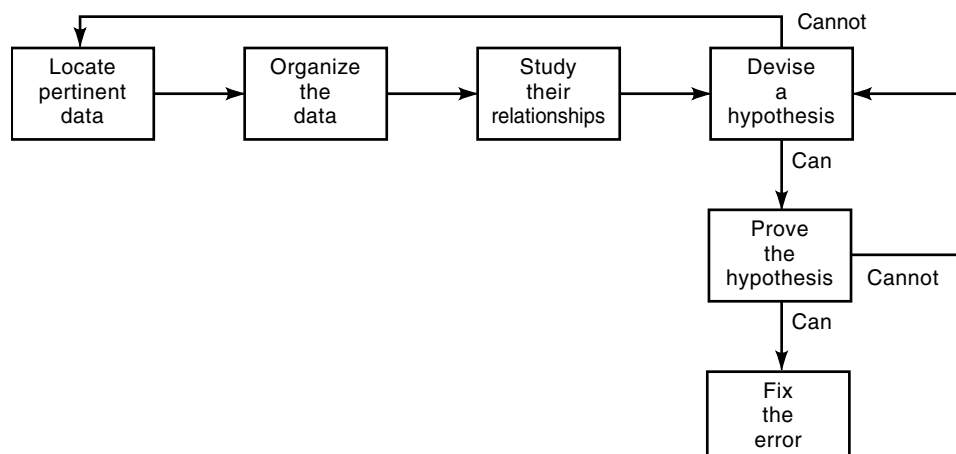 Cannot
Locate
pertinent
data
Organize
the
data
Study
their
relationships
Devise
a
hypothesis
Can
Prove
the
hypothesis
Cannot
Can
Fix
the
error